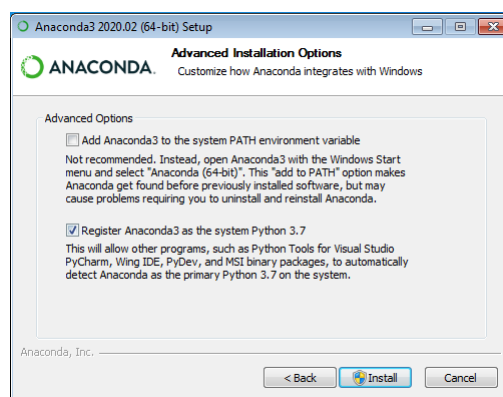 Anaconda3 2020.02 (64-bit) Setup
ANACONDA.
Advanced Installation Options
Customize how Anaconda integrates with Windows
Advanced Options
Add Anaconda3 to the system PATH environment variable
Not recommended. Instead, open Anaconda3 with the Windows Start
menu and select "Anaconda (64-bit)". This "add to PATH" option makes
Anaconda get found before previously installed software, but may
cause problems requiring you to uninstall and reinstall Anaconda.
Register Anaconda3 as the system Python 3.7
This will allow other programs, such as Python Tools for Visual Studio
PyCharm, Wing IDE, PyDev, and MSI binary packages, to automatically
detect Anaconda as the primary Python 3.7 on the system.
Anaconda, Inc.
< Back
Install
Cancel